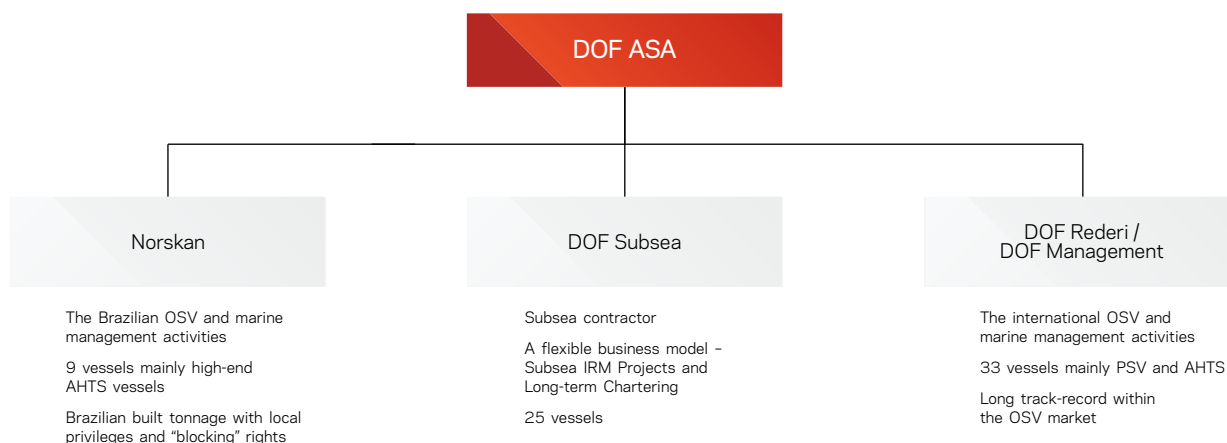 DOF ASA
Norskan
The Brazilian OSV and marine
management activities
9 vessels mainly high-end
AHTS vessels
Brazilian built tonnage with local
privileges and “blocking” rights
DOF Subsea
Subsea contractor
A flexible business model –
Subsea IRM Projects and
Long-term Chartering
25 vessels
DOF Rederi /
DOF Management
The international OSV and
marine management activities
33 vessels mainly PSV and AHTS
Long track-record within
the OSV market